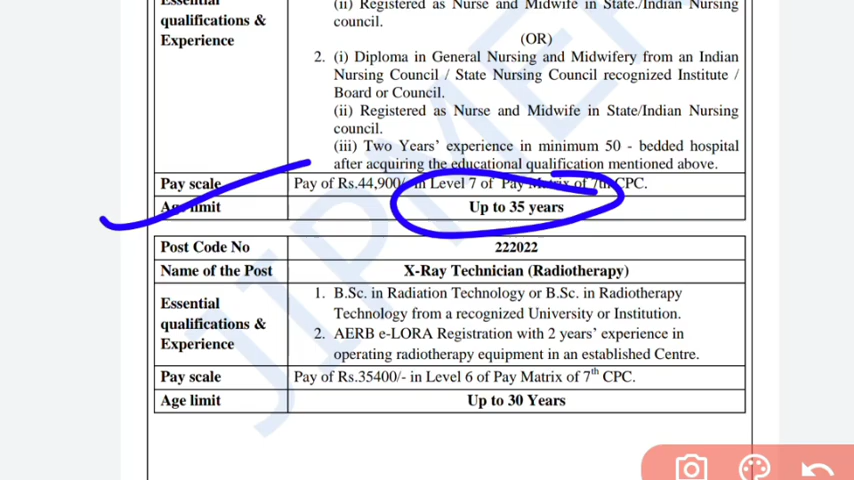 Essential
qualifications &
Experience
(ii) Registered as Nurse and Midwife in State./Indian Nursing
council.
(OR)
2. (i) Diploma in General Nursing and Midwifery from an Indian
Nursing Council / State Nursing Council recognized Institute /
Board or Council.
(ii) Registered as Nurse and Midwife in State/Indian Nursing
council.
(iii) Two Years' experience in minimum 50 - bedded hospital
after acquiring the educational qualification mentioned above.
Pay scale
Pay of Rs.44,900/- in Level 7 of Pay Matrix of 7th CPC.
Age limit
Up to 35 years
Post Code No
222022
Name of the Post
X-Ray Technician (Radiotherapy)
Essential
qualifications &
Experience
1. B.Sc. in Radiation Technology or B.Sc. in Radiotherapy
Technology from a recognized University or Institution.
2. AERB e-LORA Registration with 2 years' experience in
operating radiotherapy equipment in an established Centre.
Pay scale
Pay of Rs.35400/- in Level 6 of Pay Matrix of 7th CPC.
Age limit
Up to 30 Years
JIPMER